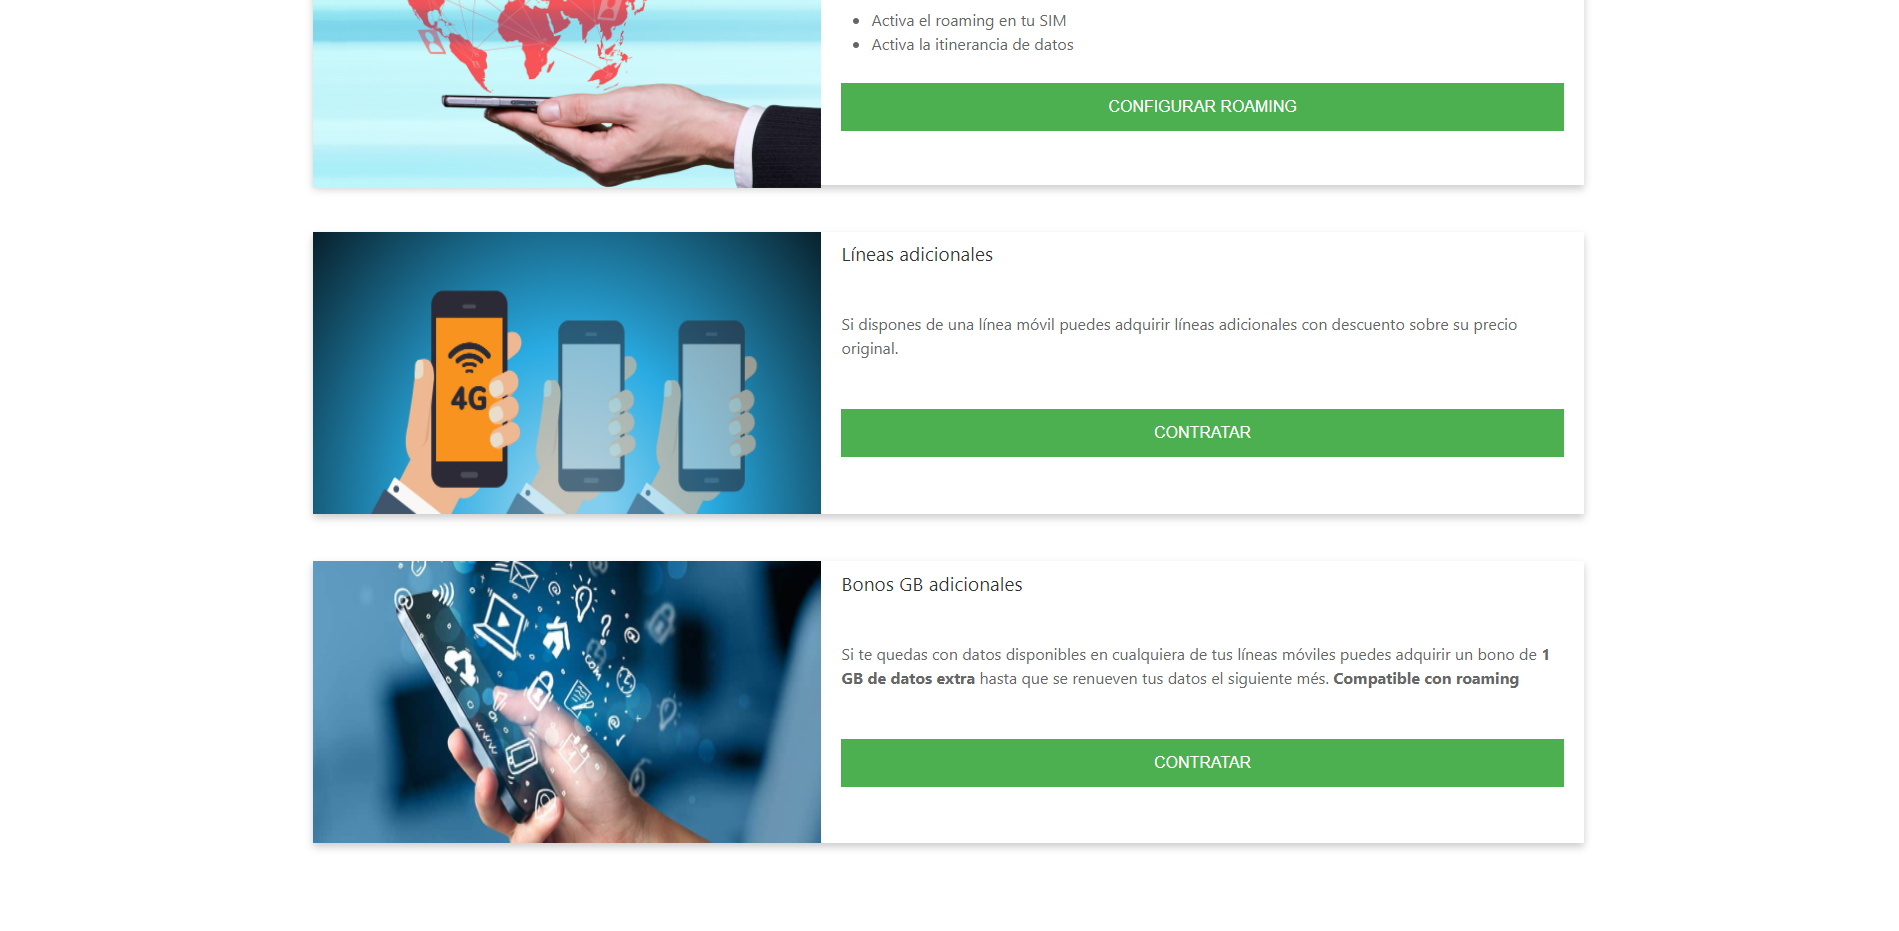 Activa el roaming en tu SIM
Activa la itinerancia de datos
CONFIGURAR ROAMING
Líneas adicionales
Si dispones de una línea móvil puedes adquirir líneas adicionales con descuento sobre su precio
original.
4G
CONTRATAR
Bonos GB adicionales
Si te quedas con datos disponibles en cualquiera de tus líneas móviles puedes adquirir un bono de 1
GB de datos extra hasta que se renueven tus datos el siguiente més. Compatible con roaming
.com
CONTRATAR